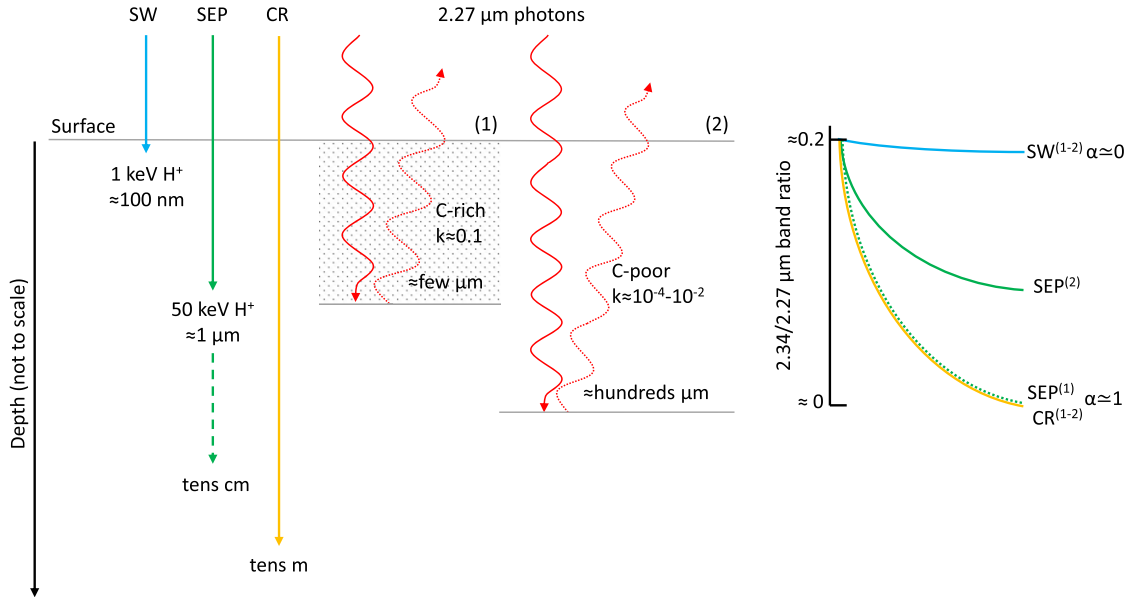 SW SEP CR 2.27 μm photons
Surface
(1)
(2)
1 keV H⁺
≈100 nm
50 keV H⁺
≈1 μm
tens cm
tens m
C-rich
k≈0.1
≈few μm
C-poor
k≈10⁻⁴-10⁻²
≈hundreds μm
Depth (not to scale)
2.34/2.27 μm band ratio
≈0.2
≈ 0
SW⁽¹⁻²⁾ α≃0
SEP⁽²⁾
SEP⁽¹⁾
CR⁽¹⁻²⁾
α≃1